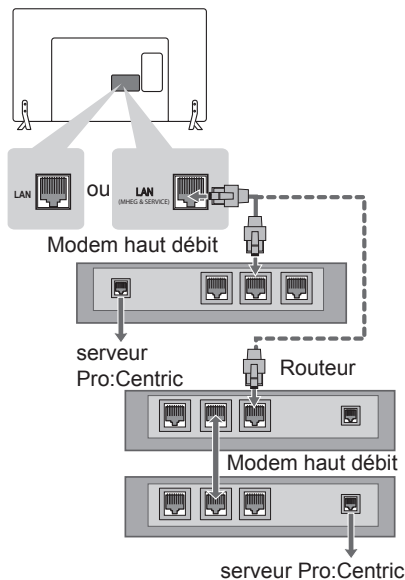 LAN
ou
LAN
(MHEG & SERVICE)
Modem haut débit
serveur
Pro:Centric
Routeur
Modem haut débit
serveur Pro:Centric